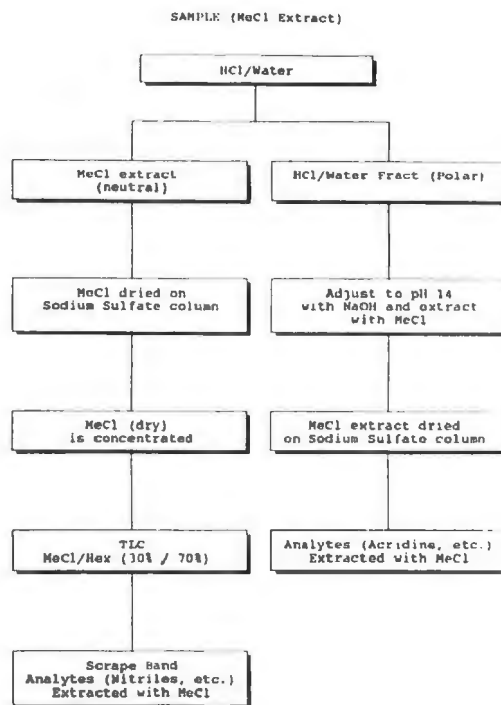 SAMPLE (MeCl Extract)
HCl/Water
MeCl extract
(neutral)
HCl/Water Fract (Polar)
MeCl dried on
Sodium Sulfate column
Adjust to pH 14
with NaOH and extract
with MeCl
MeCl (dry)
is concentrated
MeCl extract dried
on Sodium Sulfate column
TLC
MeCl/Hex (30% / 70%)
Analytes (Acridine, etc.)
Extracted with MeCl
Scrape Band
Analytes (Nitriles, etc.)
Extracted with MeCl